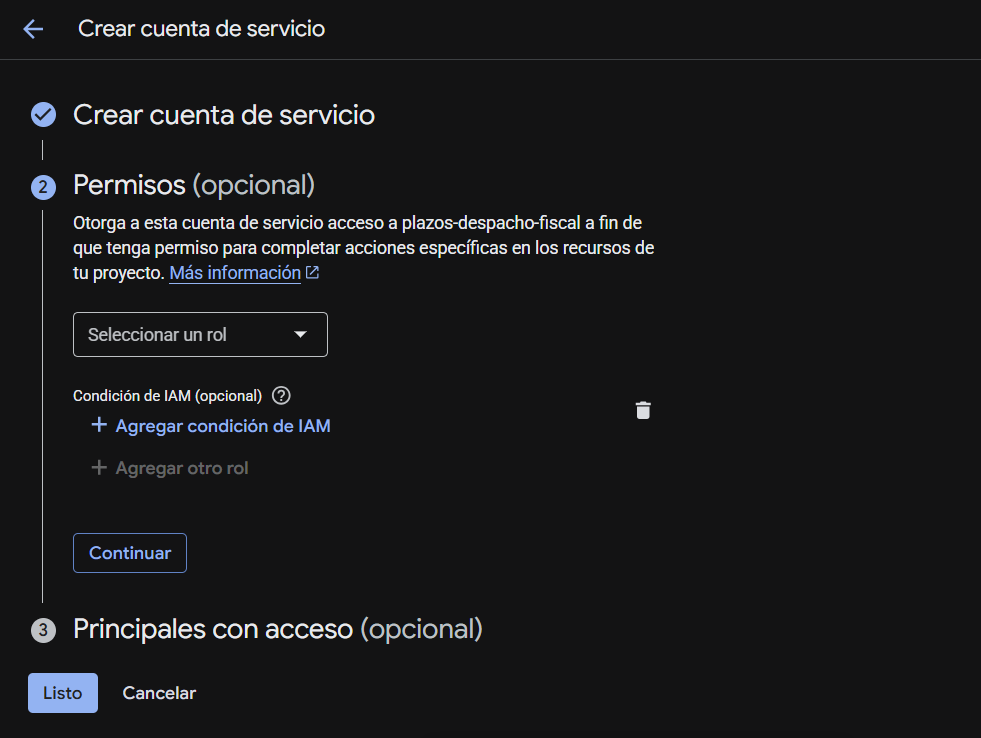 Crear cuenta de servicio
Crear cuenta de servicio
2 Permisos (opcional)
Otorga a esta cuenta de servicio acceso a plazos-despacho-fiscal a fin de
que tenga permiso para completar acciones específicas en los recursos de
tu proyecto. Más información
Seleccionar un rol
Condición de IAM (opcional) ?
+ Agregar condición de IAM
+ Agregar otro rol
Continuar
3 Principales con acceso (opcional)
Listo Cancelar